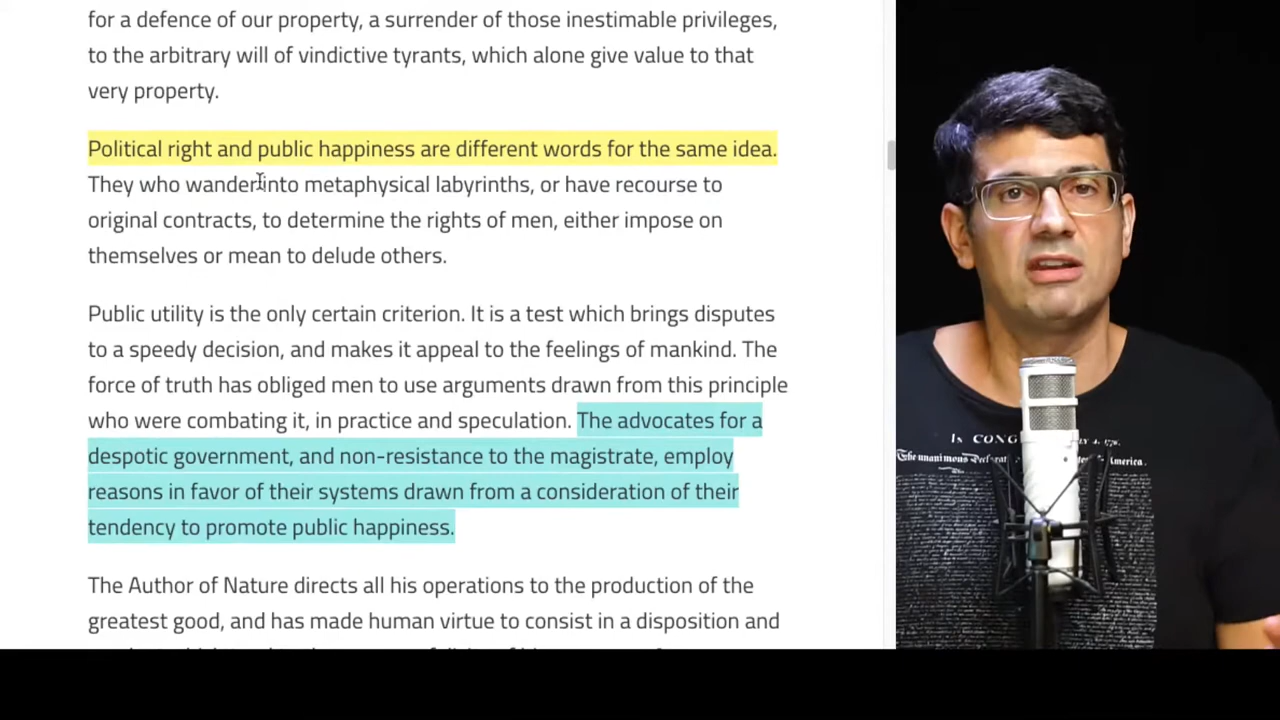 for a defence of our property, a surrender of those inestimable privileges,
to the arbitrary will of vindictive tyrants, which alone give value to that
very property.
Political right and public happiness are different words for the same idea.
They who wander into metaphysical labyrinths, or have recourse to
original contracts, to determine the rights of men, either impose on
themselves or mean to delude others.
Public utility is the only certain criterion. It is a test which brings disputes
to a speedy decision, and makes it appeal to the feelings of mankind. The
force of truth has obliged men to use arguments drawn from this principle
who were combating it, in practice and speculation. The advocates for a
despotic government, and non-resistance to the magistrate, employ
reasons in favor of their systems drawn from a consideration of their
tendency to promote public happiness.
The Author of Nature directs all his operations to the production of the
greatest good, and has made human virtue to consist in a disposition and
In CONG
The unanimous America.